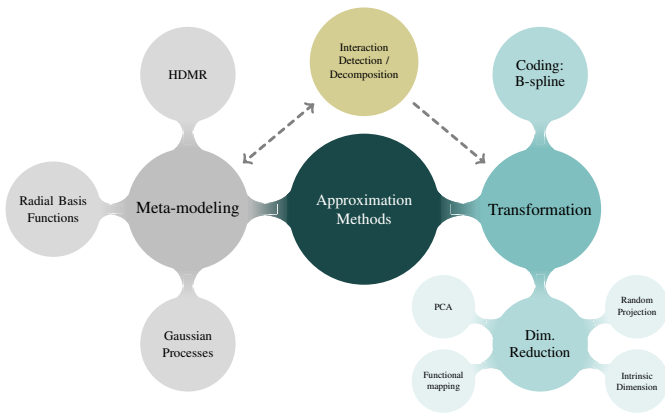 HDMR
Interaction
Detection /
Decomposition
Coding:
B-spline
Radial Basis
Functions
Meta-modeling
Approximation
Methods
Transformation
Gaussian
Processes
PCA
Random
Projection
Dim.
Reduction
Functional
mapping
Intrinsic
Dimension